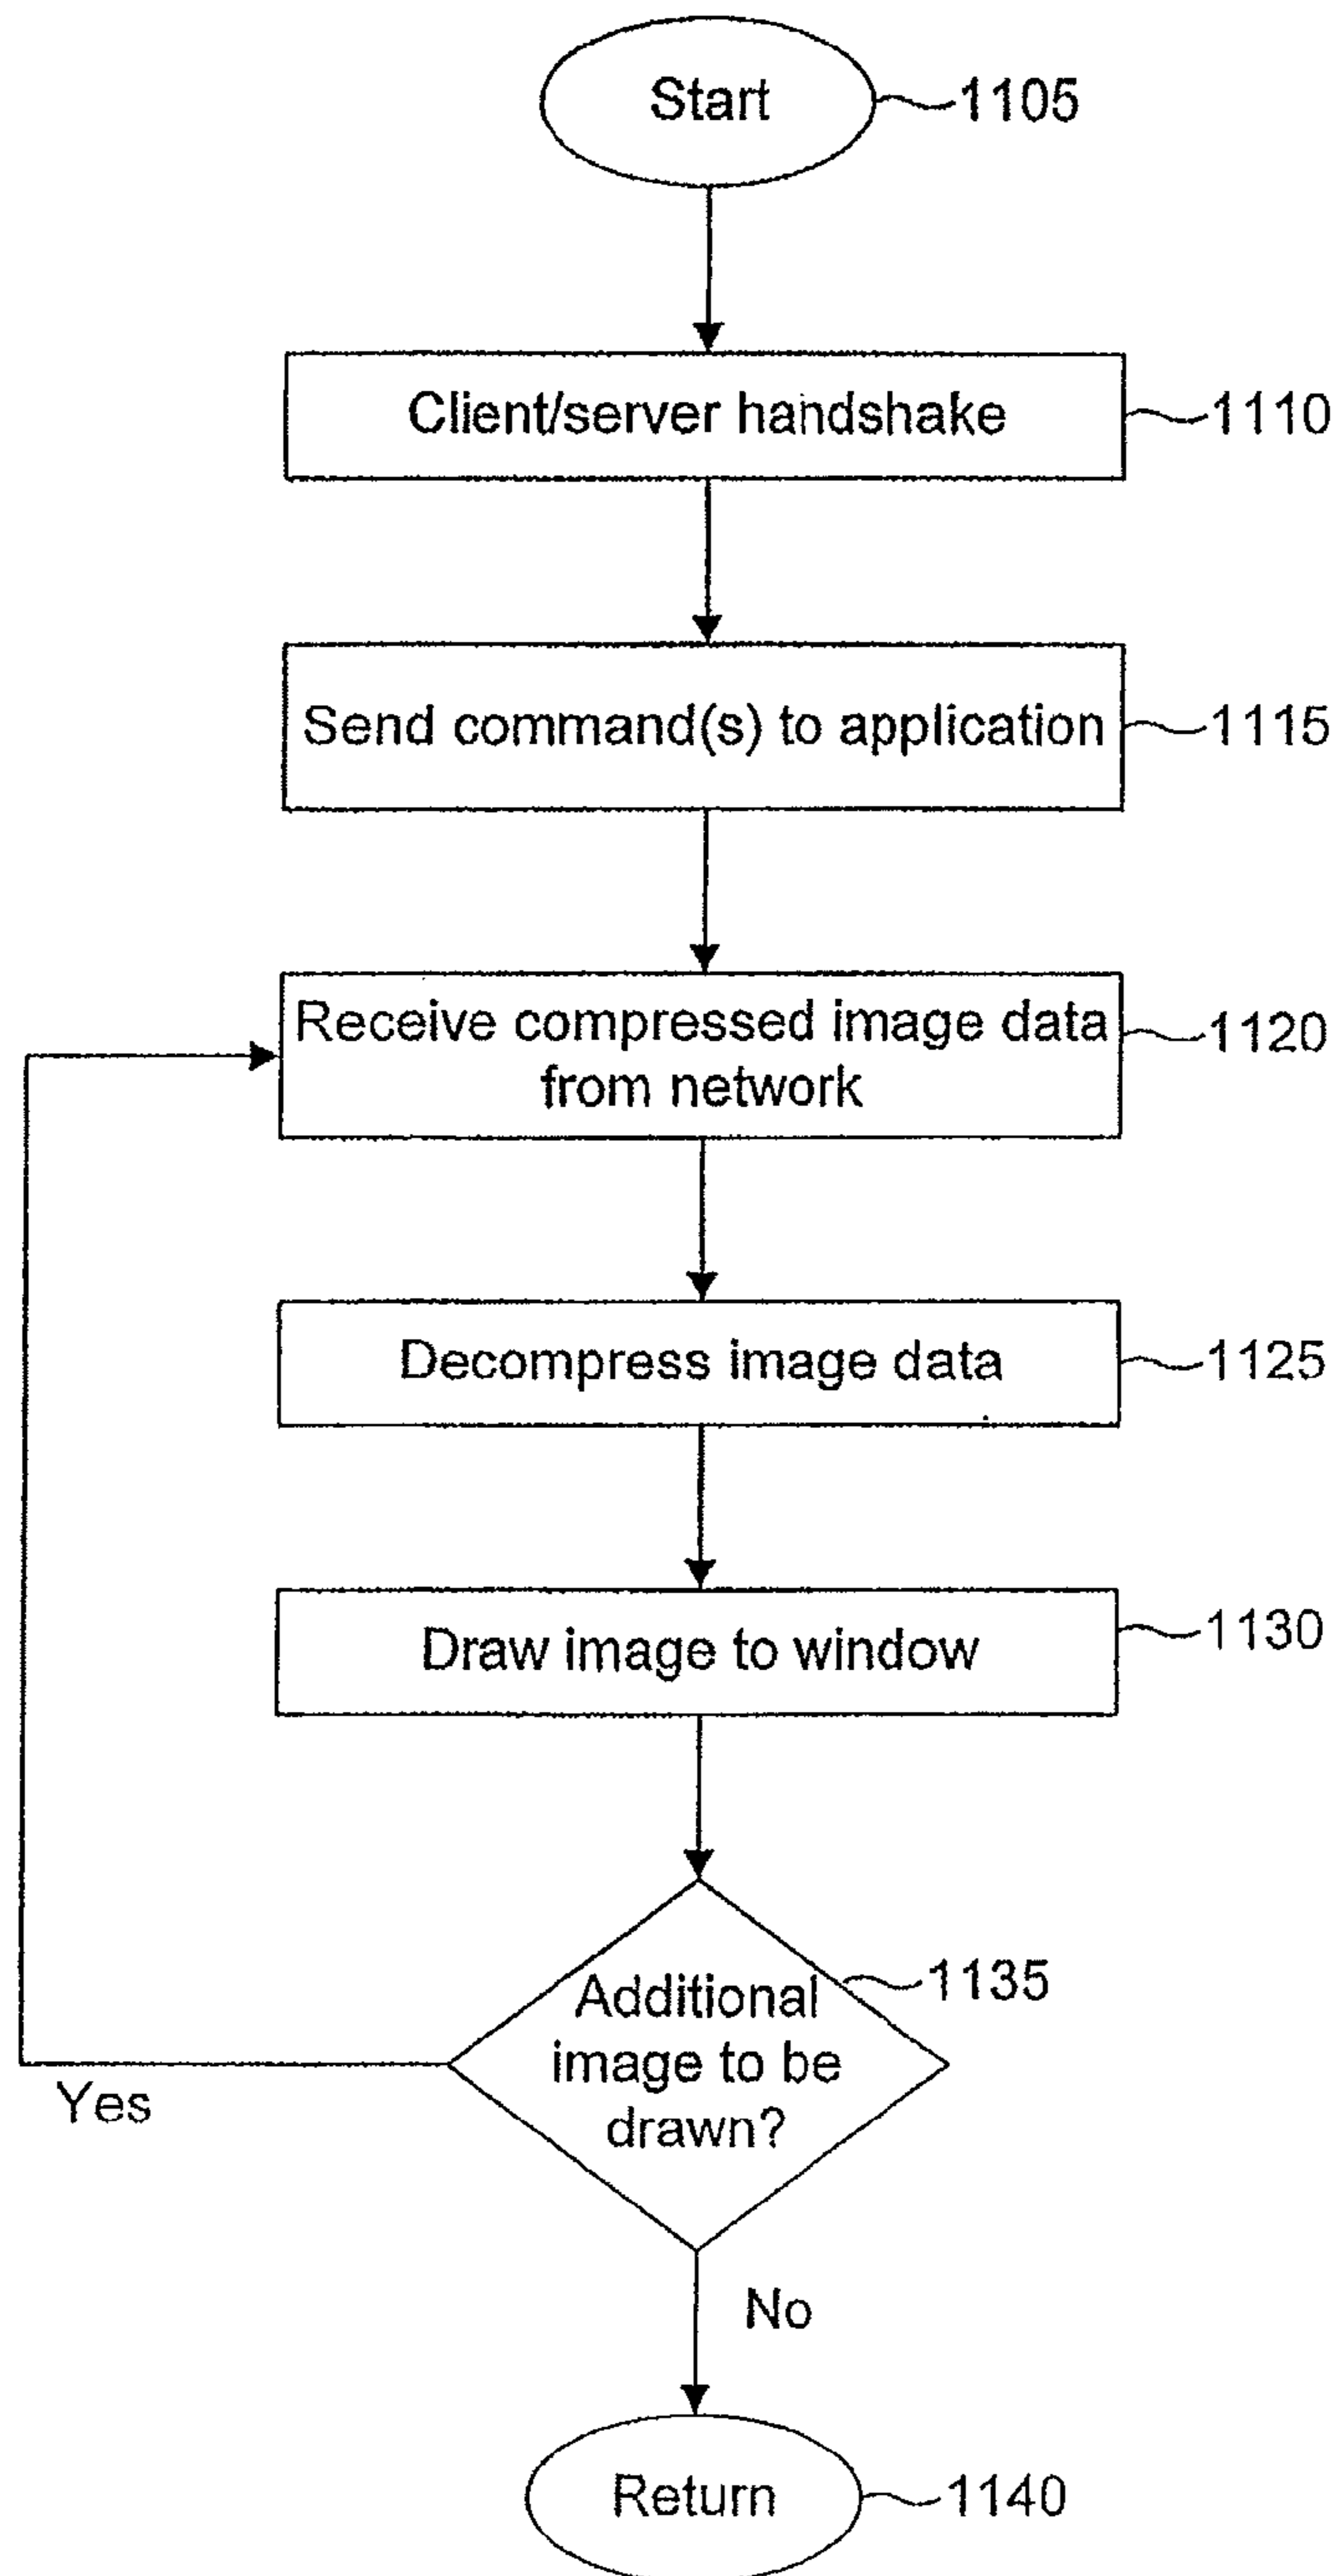 Start
1105
Client/server handshake
1110
Send command(s) to application
1115
Receive compressed image data
from network
1120
Decompress image data
1125
Draw image to window
1130
Additional
image to be
drawn?
1135
Yes
No
Return
1140